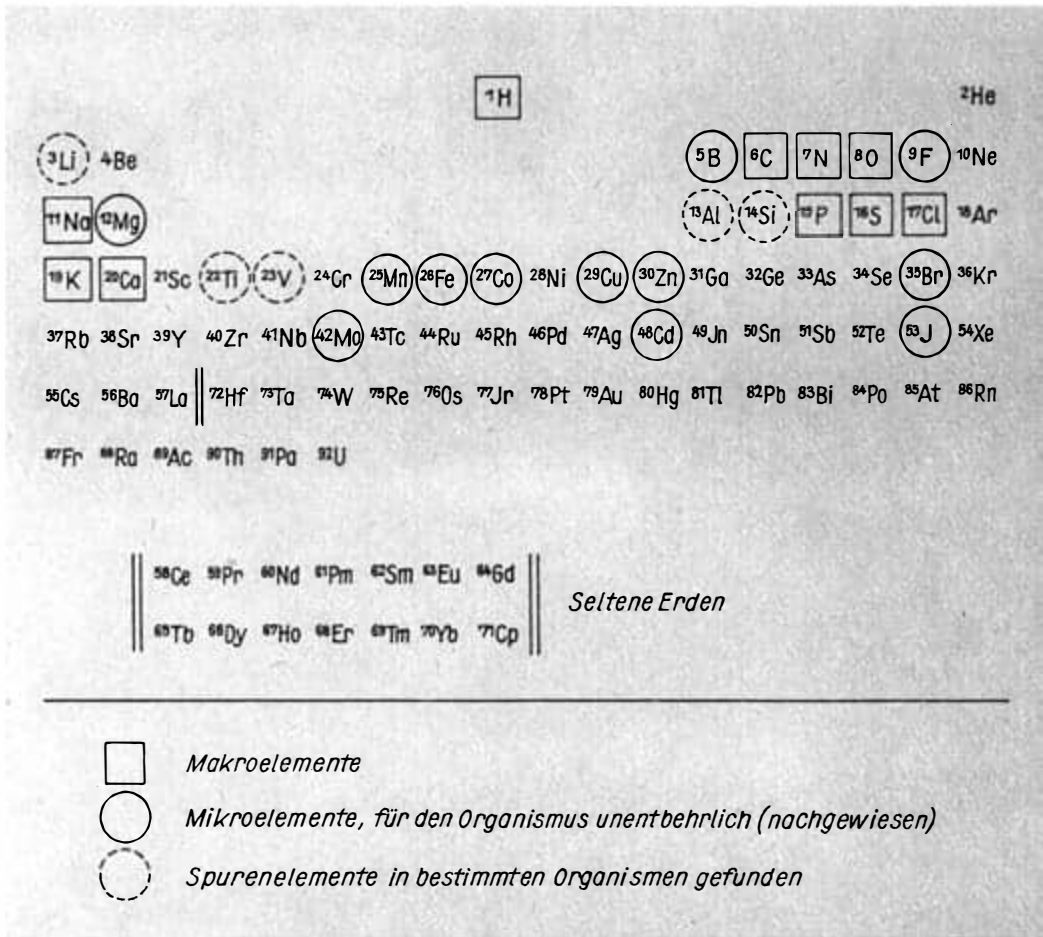 ¹H ²He
³Li ⁴Be ⁵B ⁶C ⁷N ⁸O ⁹F ¹⁰Ne
¹¹Na ¹²Mg ¹³Al ¹⁴Si ¹⁵P ¹⁶S ¹⁷Cl ¹⁸Ar
¹⁹K ²⁰Ca ²¹Sc ²²Ti ²³V ²⁴Cr ²⁵Mn ²⁶Fe ²⁷Co ²⁸Ni ²⁹Cu ³⁰Zn ³¹Ga ³²Ge ³³As ³⁴Se ³⁵Br ³⁶Kr
³⁷Rb ³⁸Sr ³⁹Y ⁴⁰Zr ⁴¹Nb ⁴²Mo ⁴³Tc ⁴⁴Ru ⁴⁵Rh ⁴⁶Pd ⁴⁷Ag ⁴⁸Cd ⁴⁹Jn ⁵⁰Sn ⁵¹Sb ⁵²Te ⁵³J ⁵⁴Xe
⁵⁵Cs ⁵⁶Ba ⁵⁷La ⁷²Hf ⁷³Ta ⁷⁴W ⁷⁵Re ⁷⁶Os ⁷⁷Jr ⁷⁸Pt ⁷⁹Au ⁸⁰Hg ⁸¹Tl ⁸²Pb ⁸³Bi ⁸⁴Po ⁸⁵At ⁸⁶Rn
⁸⁷Fr ⁸⁸Ra ⁸⁹Ac ⁹⁰Th ⁹¹Pa ⁹²U
⁵⁸Ce ⁵⁹Pr ⁶⁰Nd ⁶¹Pm ⁶²Sm ⁶³Eu ⁶⁴Gd
Seltene Erden
⁶⁵Tb ⁶⁶Dy ⁶⁷Ho ⁶⁸Er ⁶⁹Tm ⁷⁰Yb ⁷¹Cp
Makroelemente
Mikroelemente, für den Organismus unentbehrlich (nachgewiesen)
Spurenelemente in bestimmten Organismen gefunden